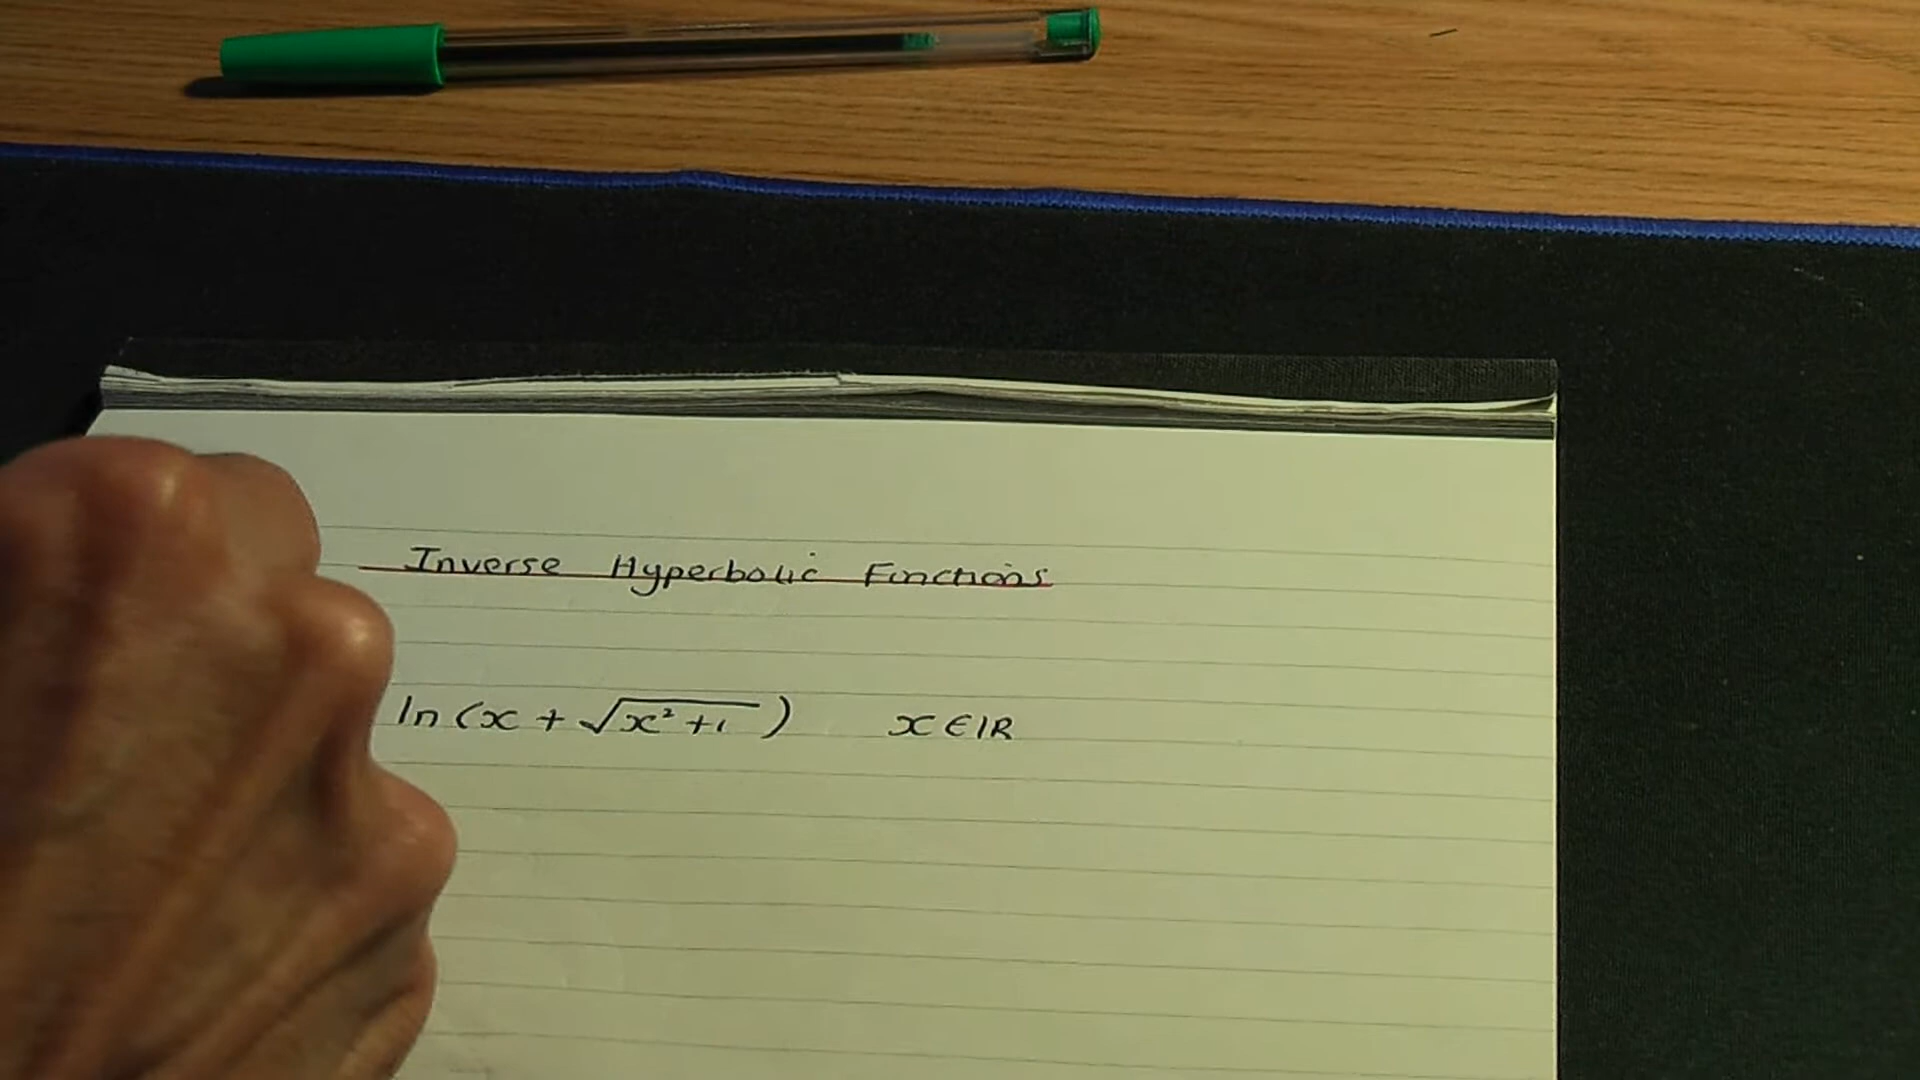 Inverse Hyperbolic Functions
ln (x + √x²+1 ) x ∈ ℝ